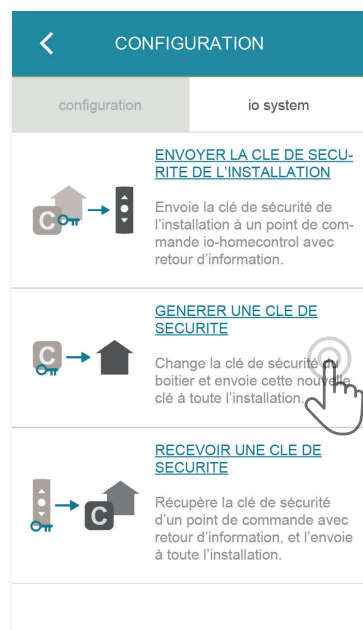 CONFIGURATION
configuration
io system
ENVOYER LA CLE DE SECU-
RITE DE L'INSTALLATION
Envoie la clé de sécurité de
l'installation à un point de com-
mande io-homecontrol avec
retour d'information.
C
GENERER UNE CLE DE
SECURITE
Change la clé de sécurité du
boitier et envoie cette nouvelle
clé à toute l'installation.
C
RECEVOIR UNE CLE DE
SECURITE
Récupère la clé de sécurité
d'un point de commande avec
retour d'information, et l'envoie
à toute l'installation.
C